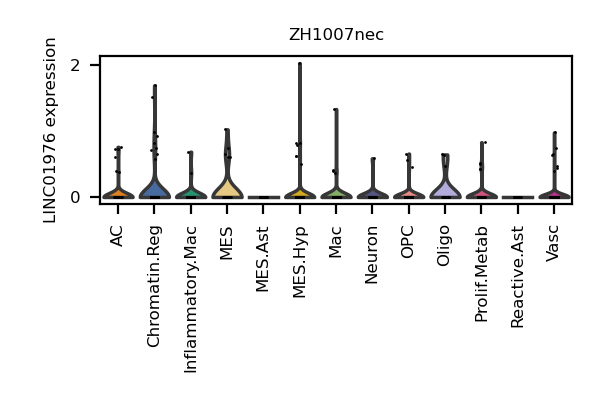 ZH1007nec
LINC01976 expression
2
0
AC
Chromatin.Reg
Inflammatory.Mac
MES
MES.Ast
MES.Hyp
Mac
Neuron
OPC
Oligo
Prolif.Metab
Reactive.Ast
Vasc